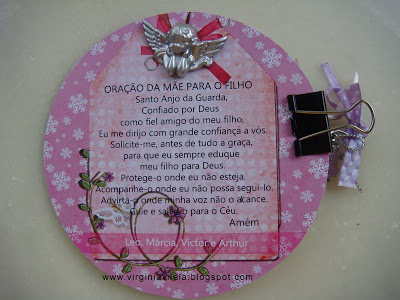 ORAÇÃO DA MÃE PARA O FILHO
Santo Anjo da Guarda,
Confiado por Deus
como fiel amigo do meu filho,
Eu me dirijo com grande confiança a vós.
Solicite-me, antes de tudo a graça,
para que eu sempre eduque
meu filho para Deus.
Protege-o onde eu não esteja.
Acompanhe-o onde eu não possa segui-lo.
Advirta-o onde minha voz não o alcance.
Guie e para o Céu.
Amém
Leo, Márcia, Victor e Arthur
www.virginiavilela.blogspot.com